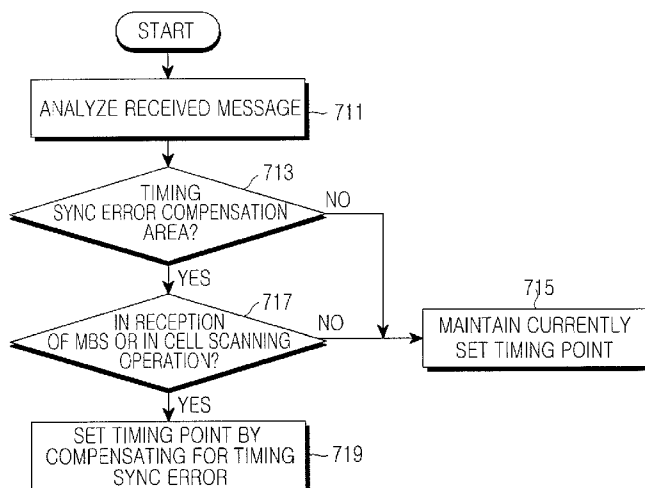 START
ANALYZE RECEIVED MESSAGE
711
713
TIMING
SYNC ERROR COMPENSATION
AREA?
NO
YES
717
715
IN RECEPTION
OF MBS OR IN CELL SCANNING
OPERATION?
NO
MAINTAIN CURRENTLY
SET TIMING POINT
YES
SET TIMING POINT BY
COMPENSATING FOR TIMING
SYNC ERROR
719